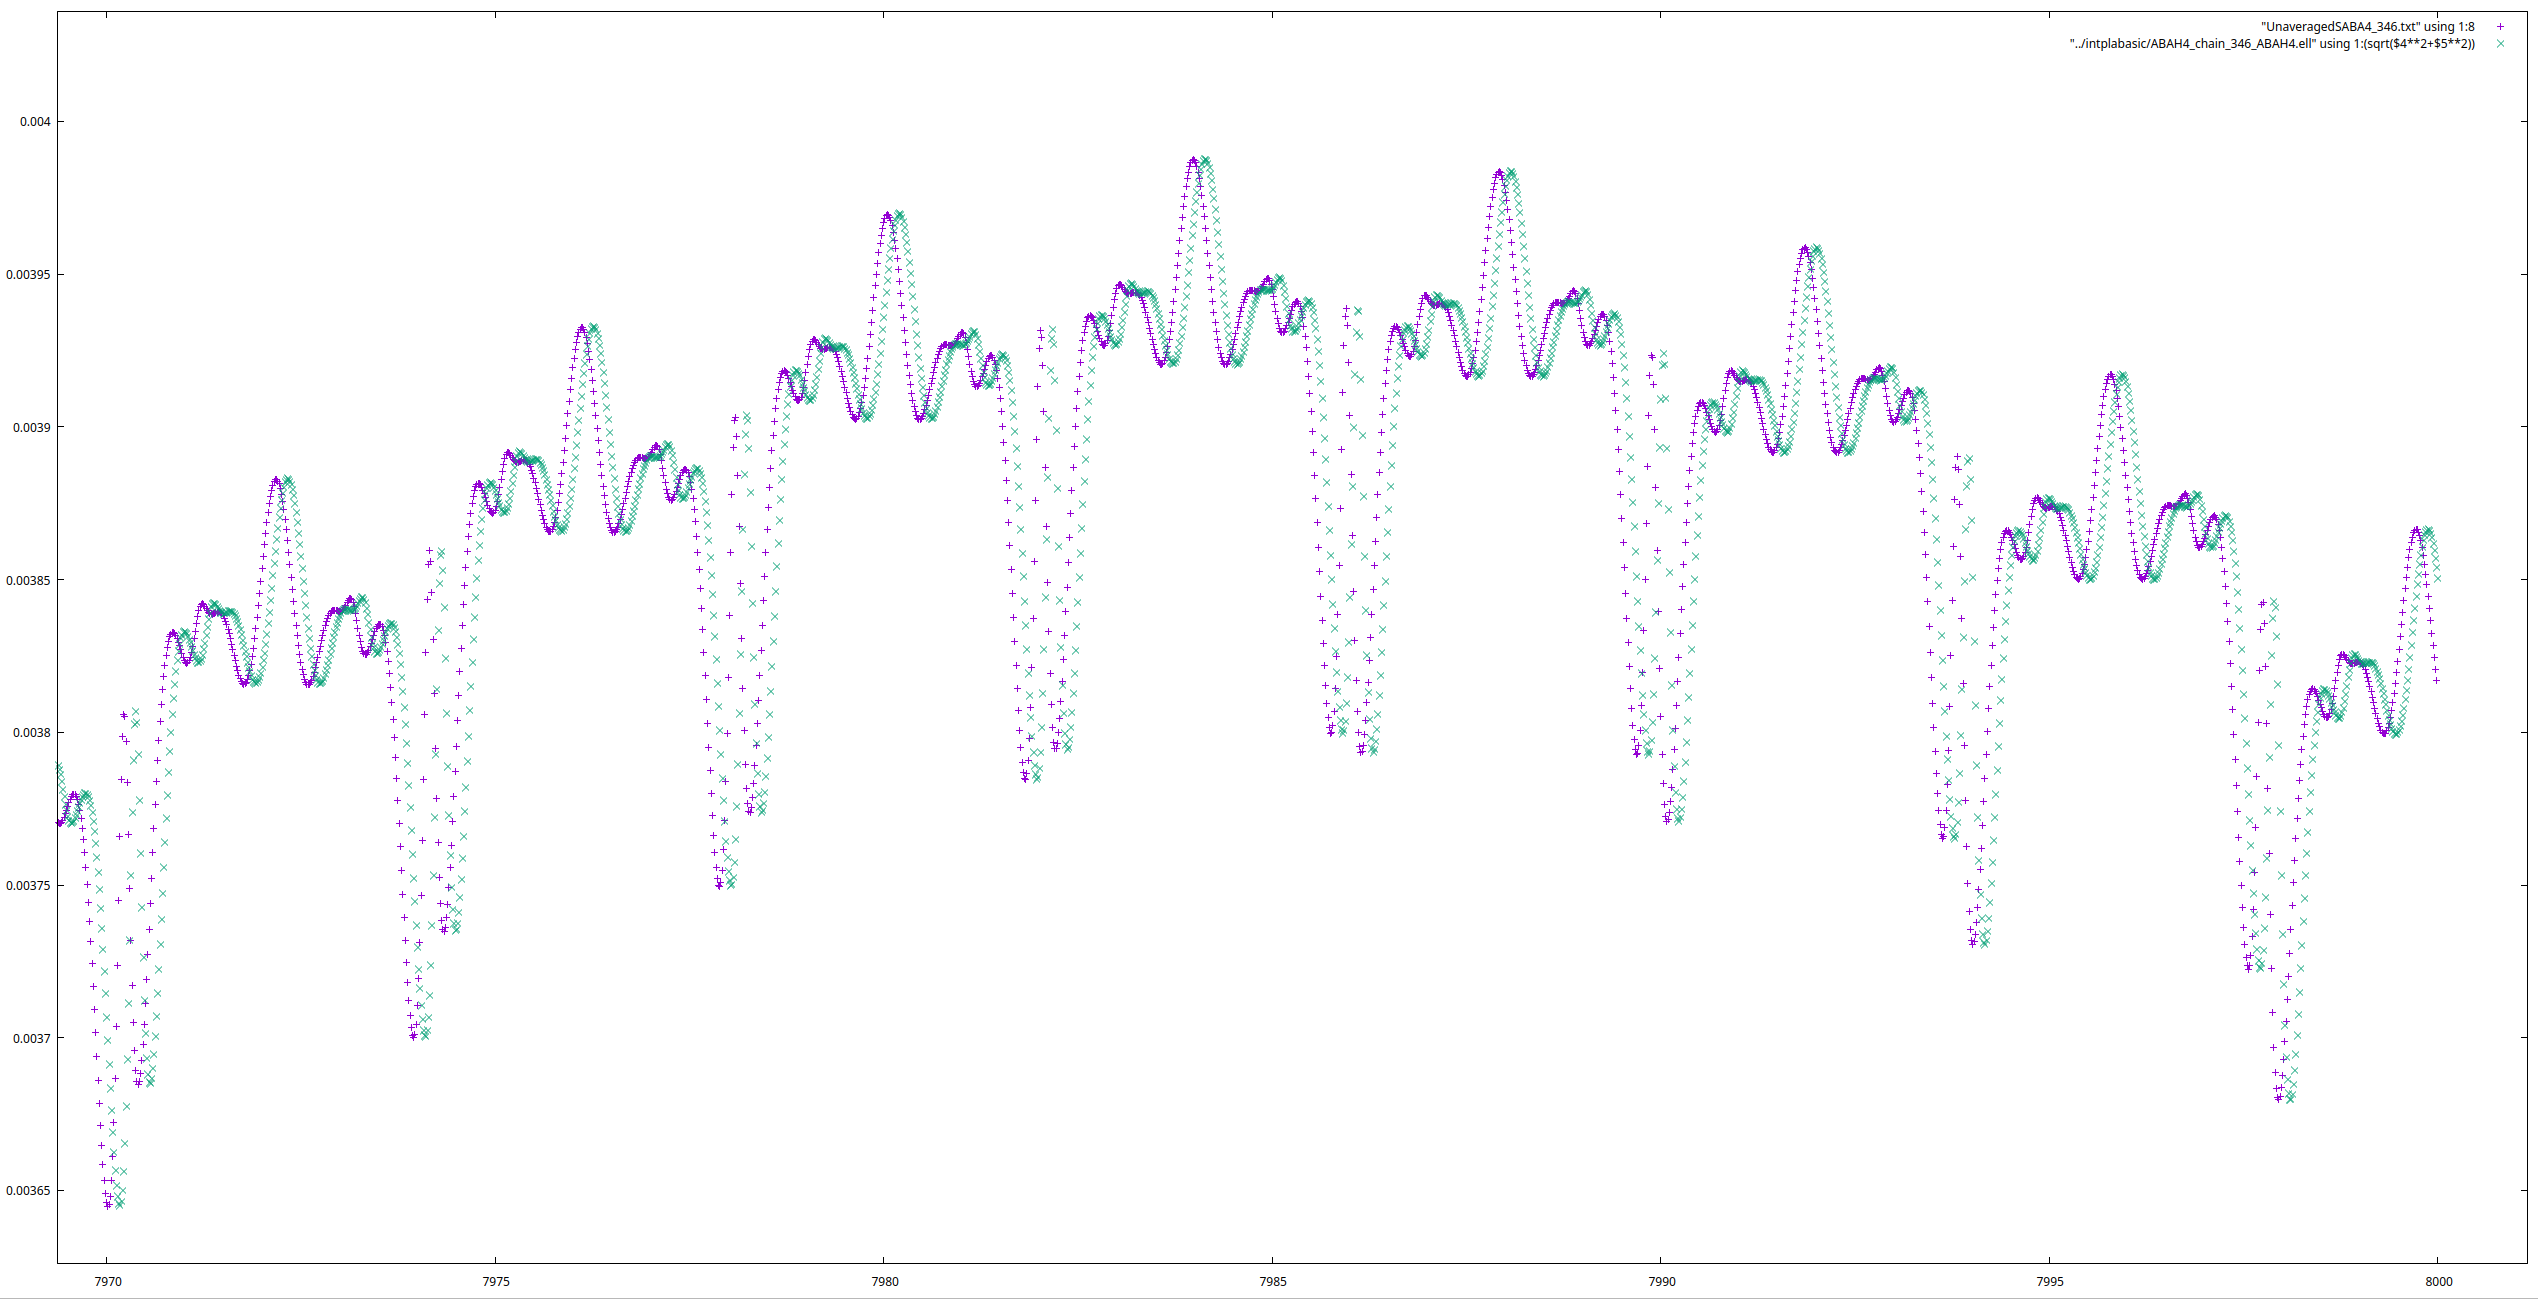 "UnaveragedSABA4_346.txt" using 1:8
"../intplabasic/ABAH4_chain_346_ABAH4.ell" using 1:(sqrt($4**2+$5**2))
0.004
0.00395
0.0039
0.00385
0.0038
0.00375
0.0037
0.00365
7970 7975 7980 7985 7990 7995 8000